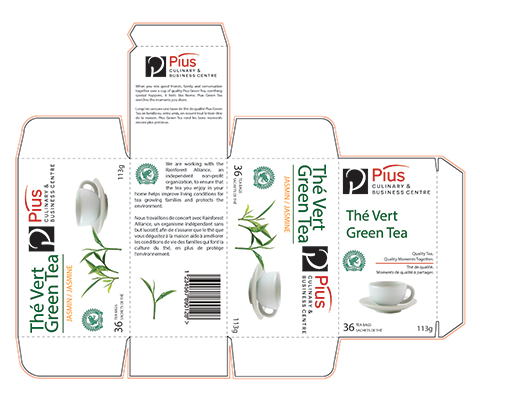 Pius
CULINARY &
BUSINESS CENTRE
When you join good friends, family, and conversation
together over a cup of quality Pius Green Tea, something
special happens. It feels like Home. Pius Green Tea
and the moments you share.
Pius
CULINARY &
BUSINESS CENTRE
113g
Thé Vert
Green Tea
JASMIN / JASMINE
36 TEA BAGS
SACHETS DE THÉ
We are working with the
Rainforest Alliance, an
independent non-profit
organization, to ensure that
the tea you enjoy in your
home helps improve living conditions for
tea growing families and protects the
environment.
Nous travaillons de concert avec Rainforest
Alliance, un organisme indépendant sans
but lucratif, afin de s'assurer que le thé que
vous dégustez à la maison aide à améliorer
les conditions de vie des familles qui font la
culture du thé, en plus de protéger
l'environnement.
36 TEA BAGS
SACHETS DE THÉ
Thé Vert
Green Tea
JASMIN / JASMINE
Pius
CULINARY &
BUSINESS CENTRE
113g
Pius
CULINARY &
BUSINESS CENTRE
Thé Vert
Green Tea
Quality Tea,
Quality Moments Together.
Thé de qualité.
Moments de qualité à partager.
36 TEA BAGS
SACHETS DE THÉ
113g